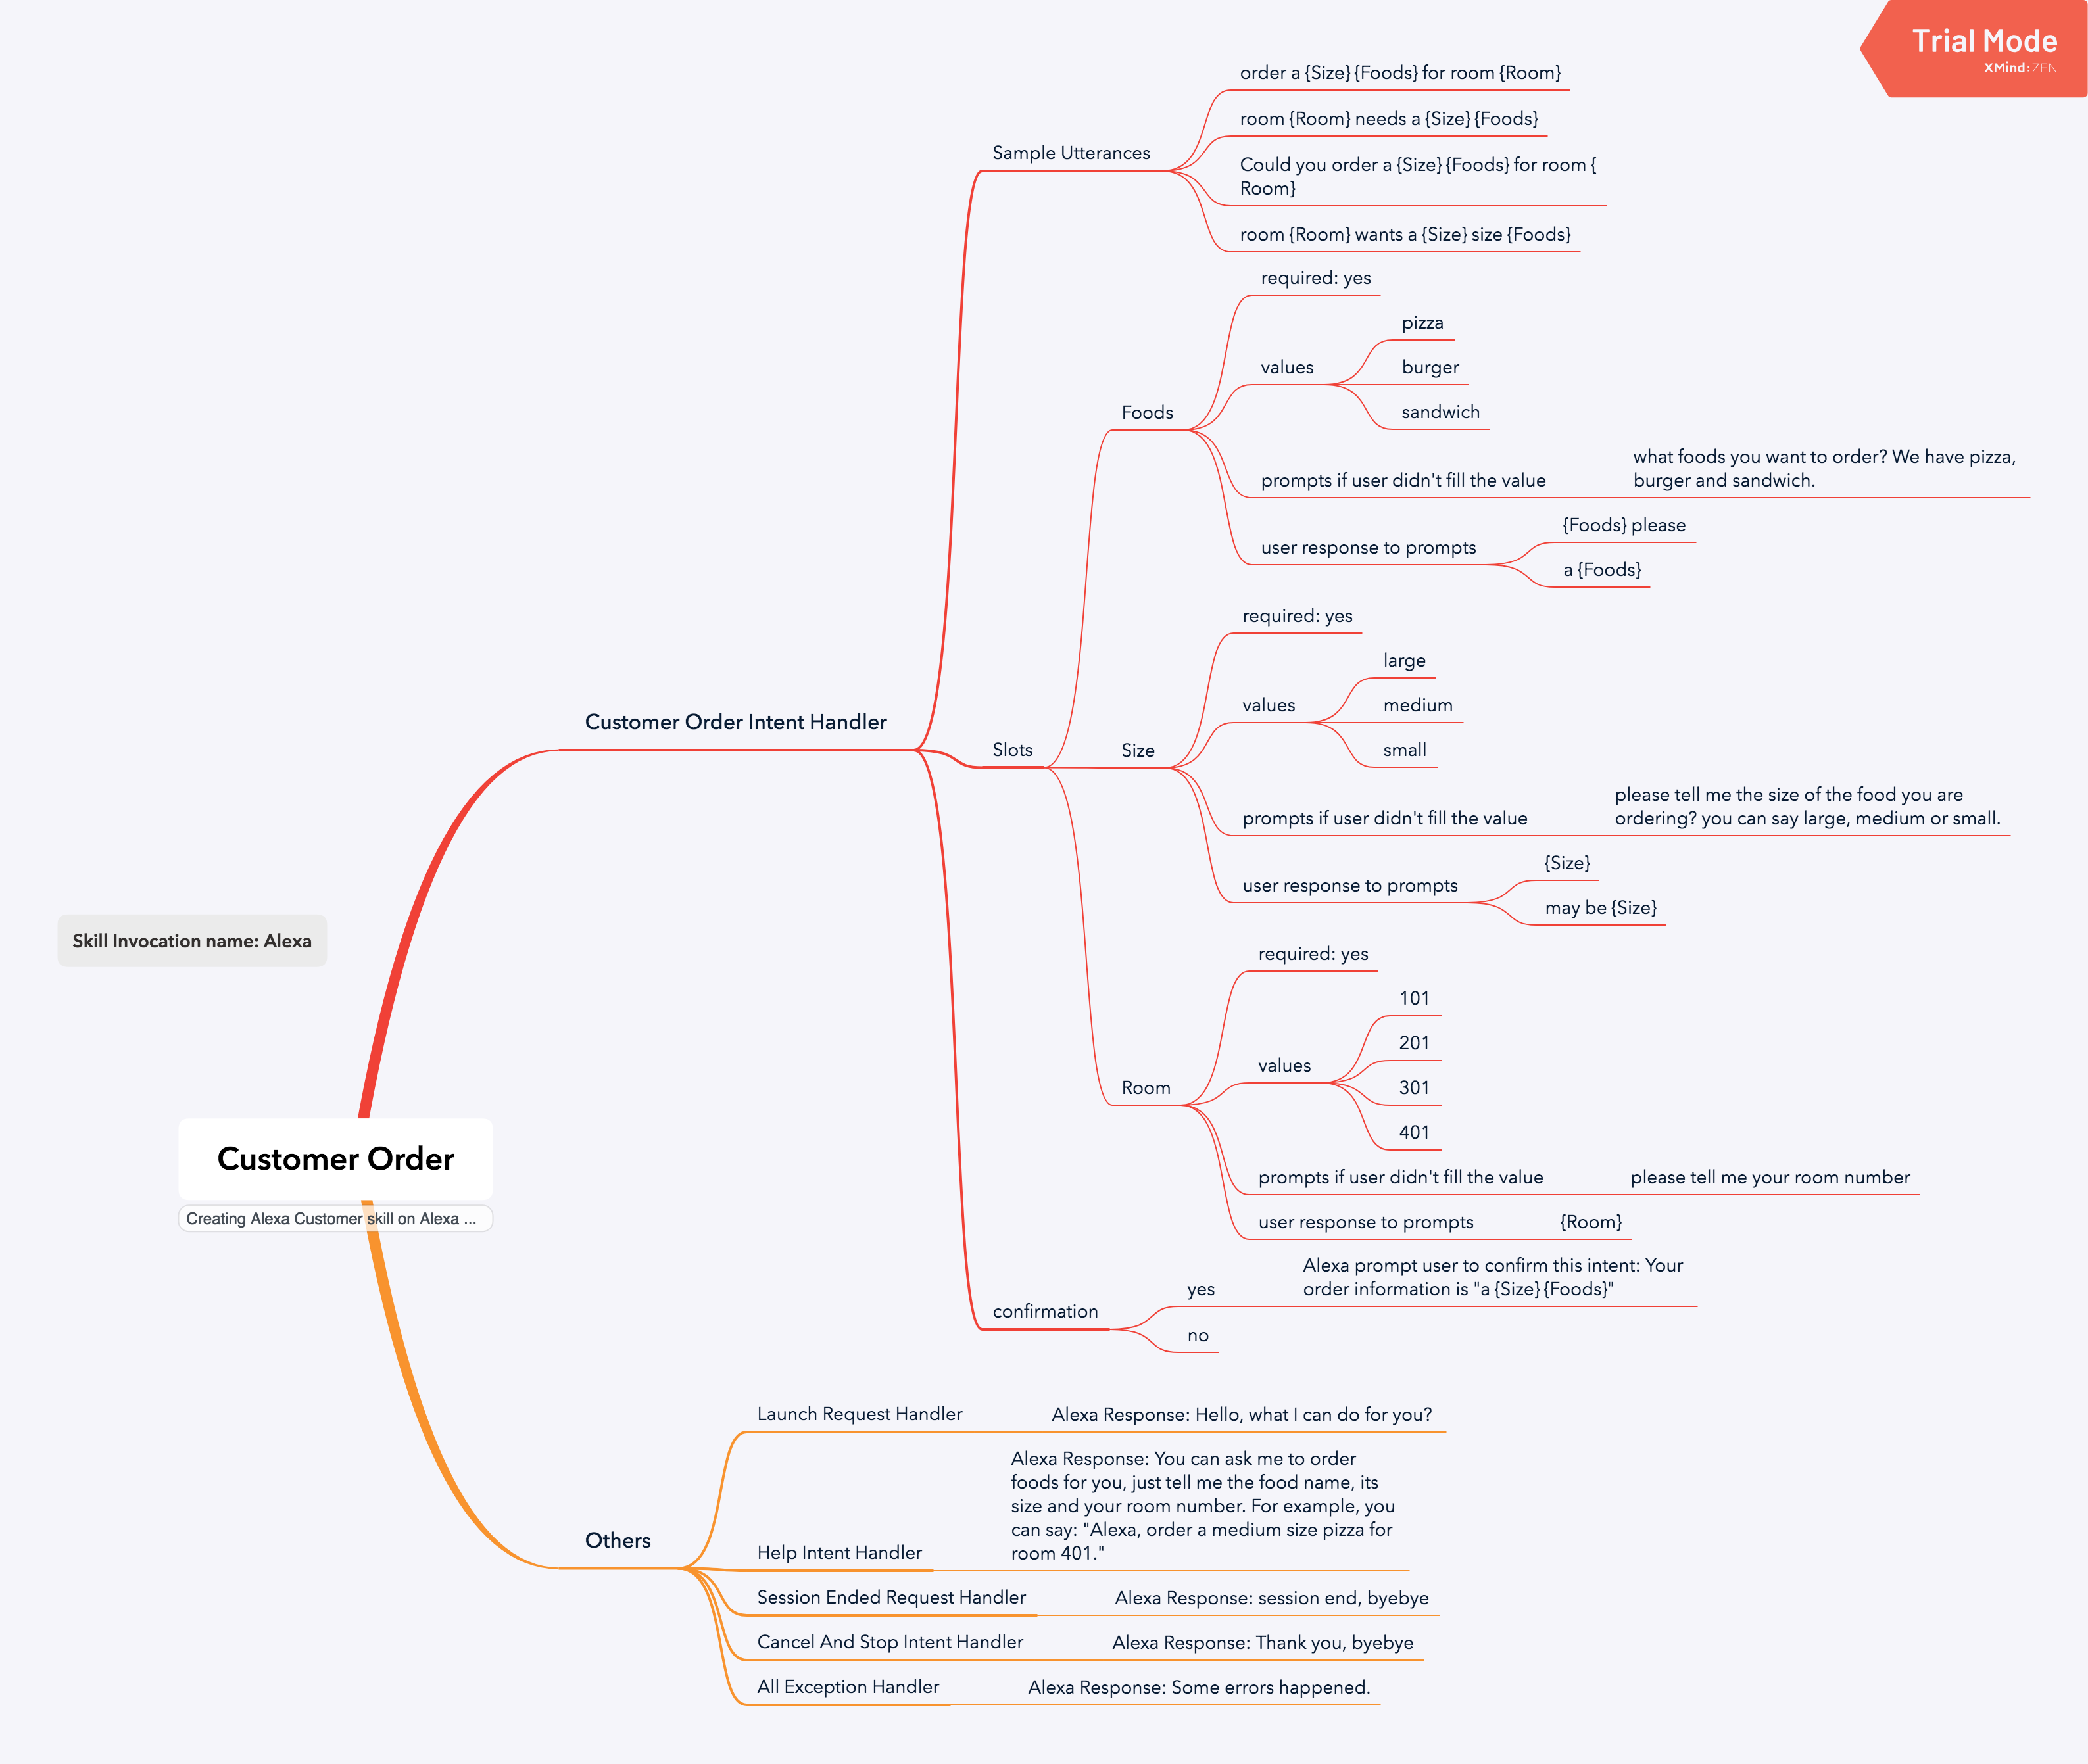 Trial Mode
XMind:ZEN
order a {Size} {Foods} for room {Room}
room {Room} needs a {Size} {Foods}
Sample Utterances
Could you order a {Size} {Foods} for room {
Room}
room {Room} wants a {Size} size {Foods}
required: yes
pizza
values
burger
sandwich
Foods
prompts if user didn't fill the value
what foods you want to order? We have pizza,
burger and sandwich.
user response to prompts
{Foods} please
a {Foods}
Customer Order Intent Handler
Slots
Size
required: yes
large
values
medium
small
prompts if user didn't fill the value
please tell me the size of the food you are
ordering? you can say large, medium or small.
user response to prompts
{Size}
may be {Size}
Skill Invocation name: Alexa
Room
required: yes
values
101
201
301
401
prompts if user didn't fill the value
please tell me your room number
user response to prompts
{Room}
Customer Order
Creating Alexa Customer skill on Alexa ...
confirmation
yes
Alexa prompt user to confirm this intent: Your
order information is "a {Size} {Foods}"
no
Others
Launch Request Handler
Alexa Response: Hello, what I can do for you?
Help Intent Handler
Alexa Response: You can ask me to order
foods for you, just tell me the food name, its
size and your room number. For example, you
can say: "Alexa, order a medium size pizza for
room 401."
Session Ended Request Handler
Alexa Response: session end, byebye
Cancel And Stop Intent Handler
Alexa Response: Thank you, byebye
All Exception Handler
Alexa Response: Some errors happened.